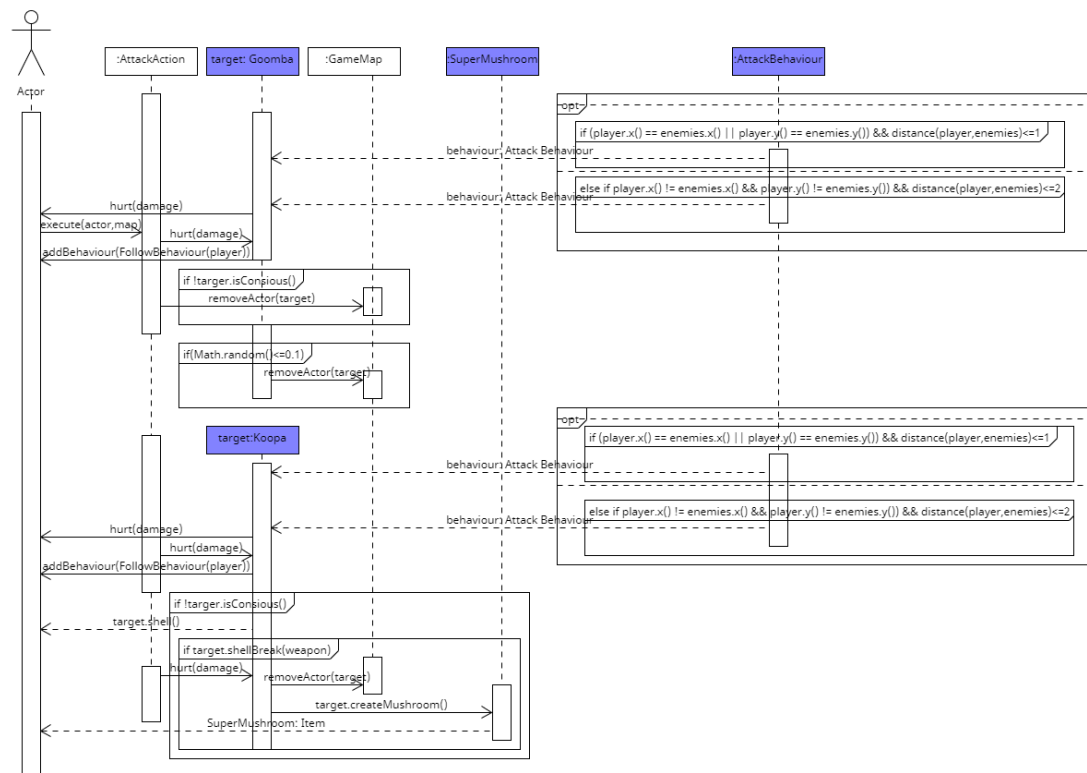 :AttackAction
target: Goomba
:GameMap
:SuperMushroom
:AttackBehaviour
Actor
opt
if (player.x() == enemies.x() || player.y() == enemies.y()) && distance(player,enemies)<=1
behaviour: Attack Behaviour
else if player.x() != enemies.x() && player.y() != enemies.y()) && distance(player,enemies)<=2
behaviour: Attack Behaviour
hurt(damage)
execute(actor,map)
hurt(damage)
addBehaviour(FollowBehaviour(player))
if !targer.isConsious()
removeActor(target)
if(Math.random()<=0.1)
removeActor(target)
opt
target:Koopa
if (player.x() == enemies.x() || player.y() == enemies.y()) && distance(player,enemies)<=1
behaviour: Attack Behaviour
else if player.x() != enemies.x() && player.y() != enemies.y()) && distance(player,enemies)<=2
behaviour: Attack Behaviour
hurt(damage)
hurt(damage)
addBehaviour(FollowBehaviour(player))
if !targer.isConsious()
target.shell()
if target.shellBreak(weapon)
hurt(damage)
removeActor(target)
target.createMushroom()
SuperMushroom: Item